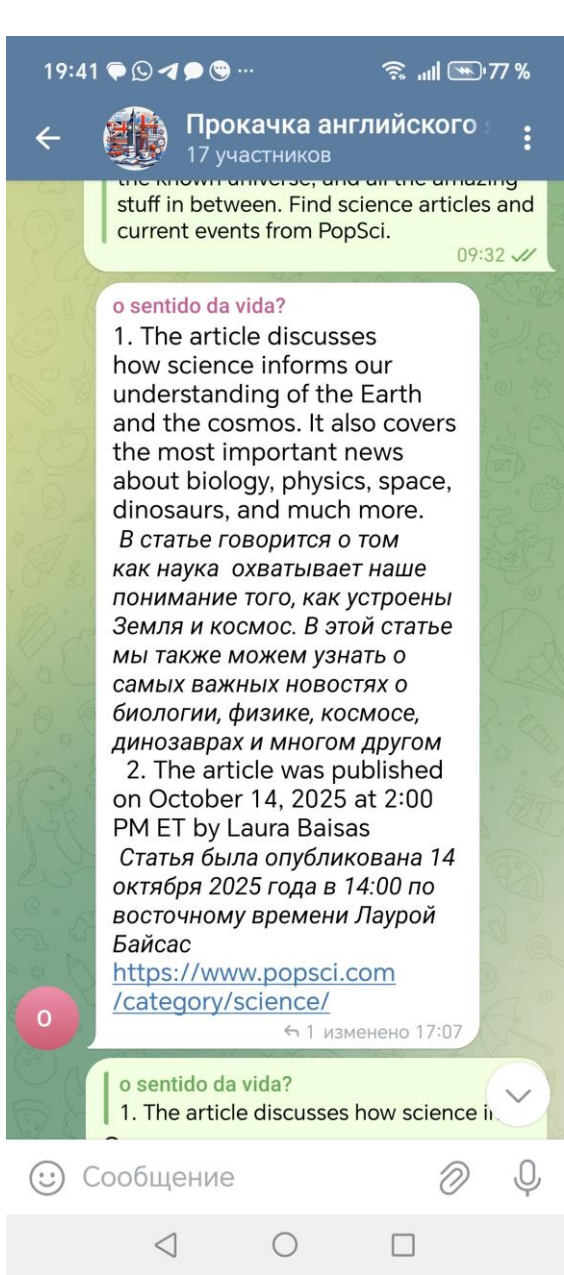 19:41 ... 77 %
Прокачка английского
17 участников
the known universe, and all the amazing
stuff in between. Find science articles and
current events from PopSci.
09:32
o sentido da vida?
1. The article discusses
how science informs our
understanding of the Earth
and the cosmos. It also covers
the most important news
about biology, physics, space,
dinosaurs, and much more.
В статье говорится о том
как наука охватывает наше
понимание того, как устроены
Земля и космос. В этой статье
мы также можем узнать о
самых важных новостях о
биологии, физике, космосе,
динозаврах и многом другом
2. The article was published
on October 14, 2025 at 2:00
PM ET by Laura Baisas
Статья была опубликована 14
октября 2025 года в 14:00 по
восточному времени Лаурой
Байсас
https://www.popsci.com
/category/science/
О
1 изменено 17:07
o sentido da vida?
1. The article discusses how science i
Сообщение